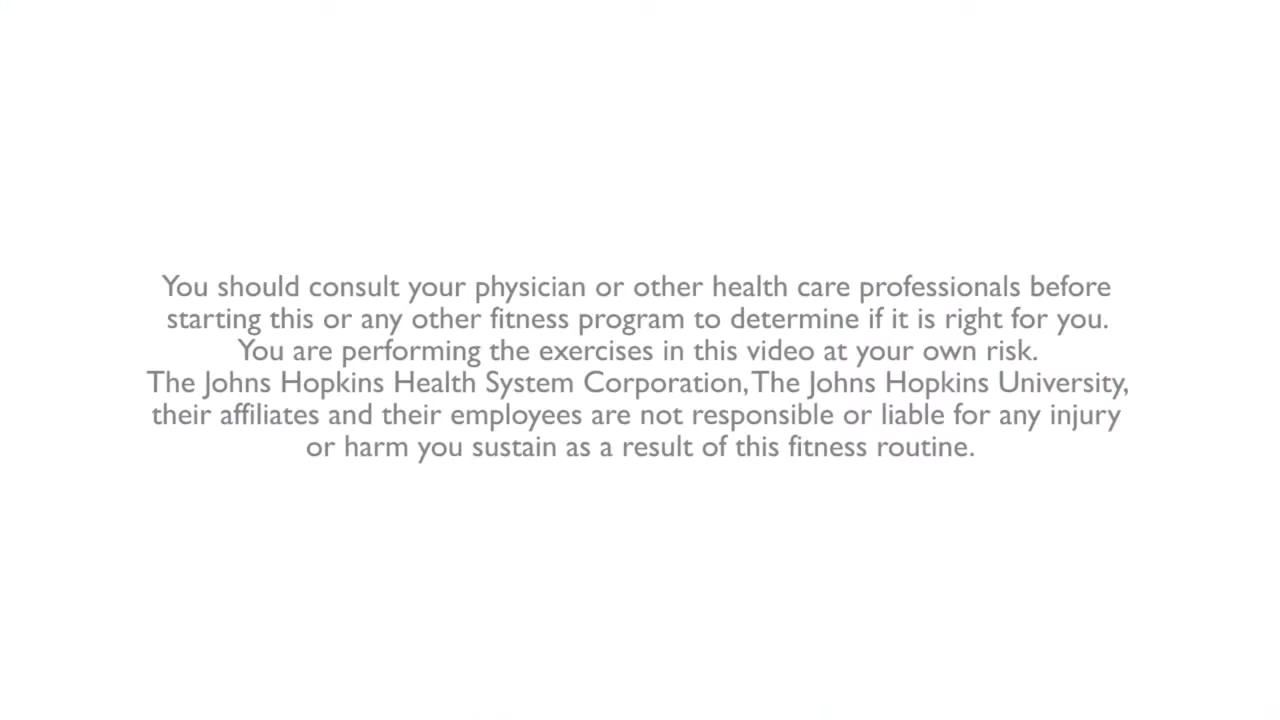 You should consult your physician or other health care professionals before
starting this or any other fitness program to determine if it is right for you.
You are performing the exercises in this video at your own risk.
The Johns Hopkins Health System Corporation, The Johns Hopkins University,
their affiliates and their employees are not responsible or liable for any injury
or harm you sustain as a result of this fitness routine.